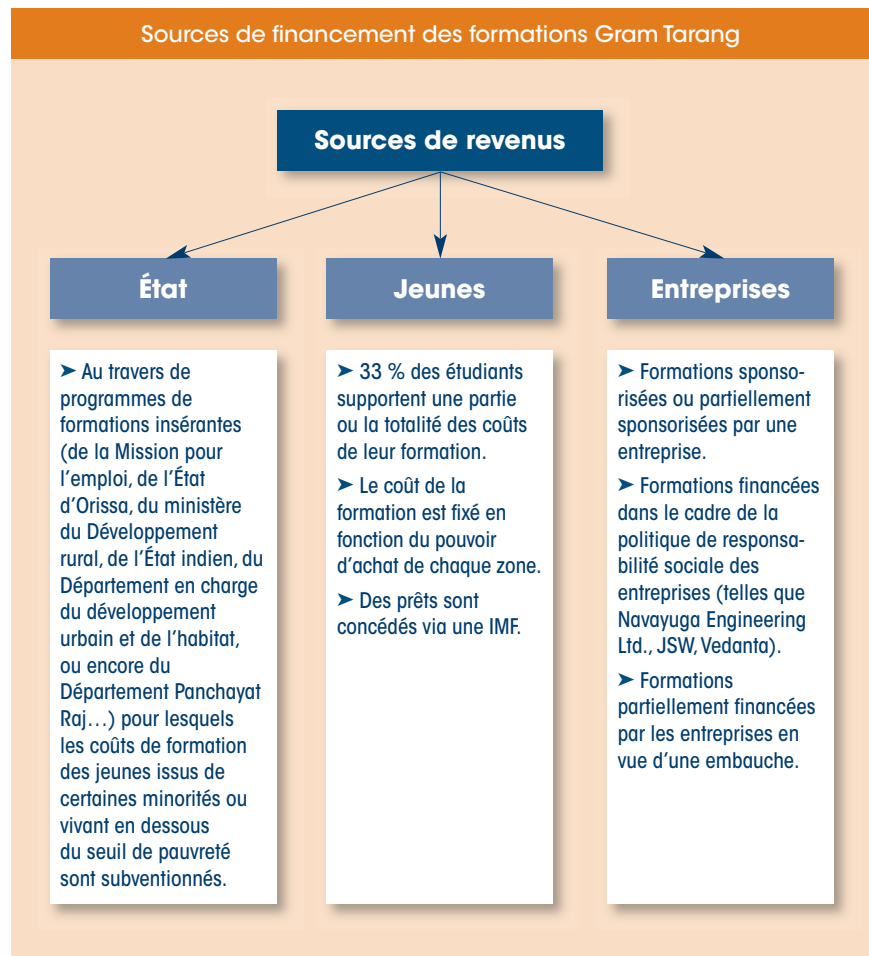 Sources de financement des formations Gram Tarang
Sources de revenus
État
➤ Au travers de
programmes de
formations insérantes
(de la Mission pour
l’emploi, de l’État
d’Orissa, du ministère
du Développement
rural, de l’État indien, du
Département en charge
du développement
urbain et de l’habitat,
ou encore du
Département Panchayat
Raj…) pour lesquels
les coûts de formation
des jeunes issus de
certaines minorités ou
vivant en dessous
du seuil de pauvreté
sont subventionnés.
Jeunes
➤ 33 % des étudiants
supportent une partie
ou la totalité des coûts
de leur formation.
➤ Le coût de la
formation est fixé en
fonction du pouvoir
d’achat de chaque zone.
➤ Des prêts sont
concédés via une IMF.
Entreprises
➤ Formations sponso-
risées ou partiellement
sponsorisées par une
entreprise.
➤ Formations financées
dans le cadre de la
politique de responsa-
bilité sociale des
entreprises (telles que
Navayuga Engineering
Ltd., JSW, Vedanta).
➤ Formations
partiellement financées
par les entreprises en
vue d’une embauche.